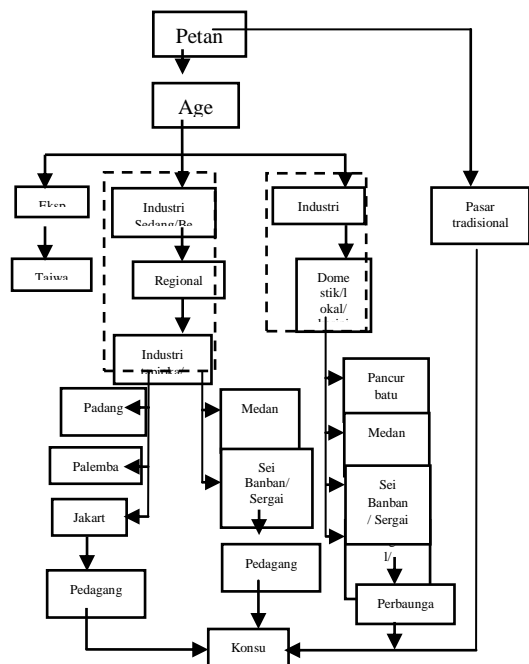 Petan
Age
Eksp
Industri
Sedang/Be
Industri
Pasar
tradisional
Taiwa
Regional
Dome
stik/l
okal/
Industri
Padang
Medan
Pancur
batu
Medan
Palemba
Sei
Banban/
Sergai
Sei
Banban
/ Sergai
Jakart
l/
Pedagang
Pedagang
Perbaunga
Konsu